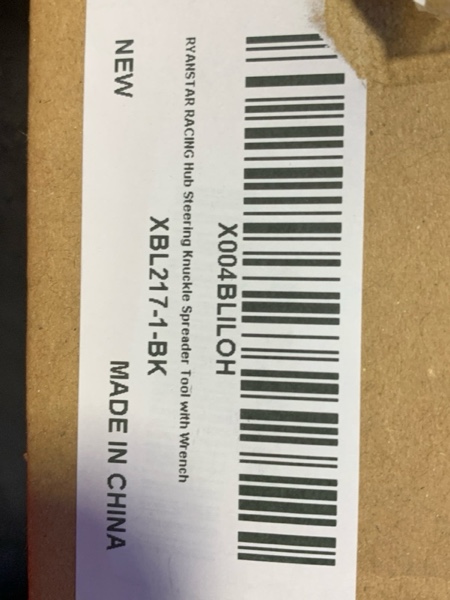 X004BLILOH
RYANSTAR RACING Hub Steering Knuckle Spreader Tool with Wrench
XBL217-1-BK
NEW MADE IN CHINA